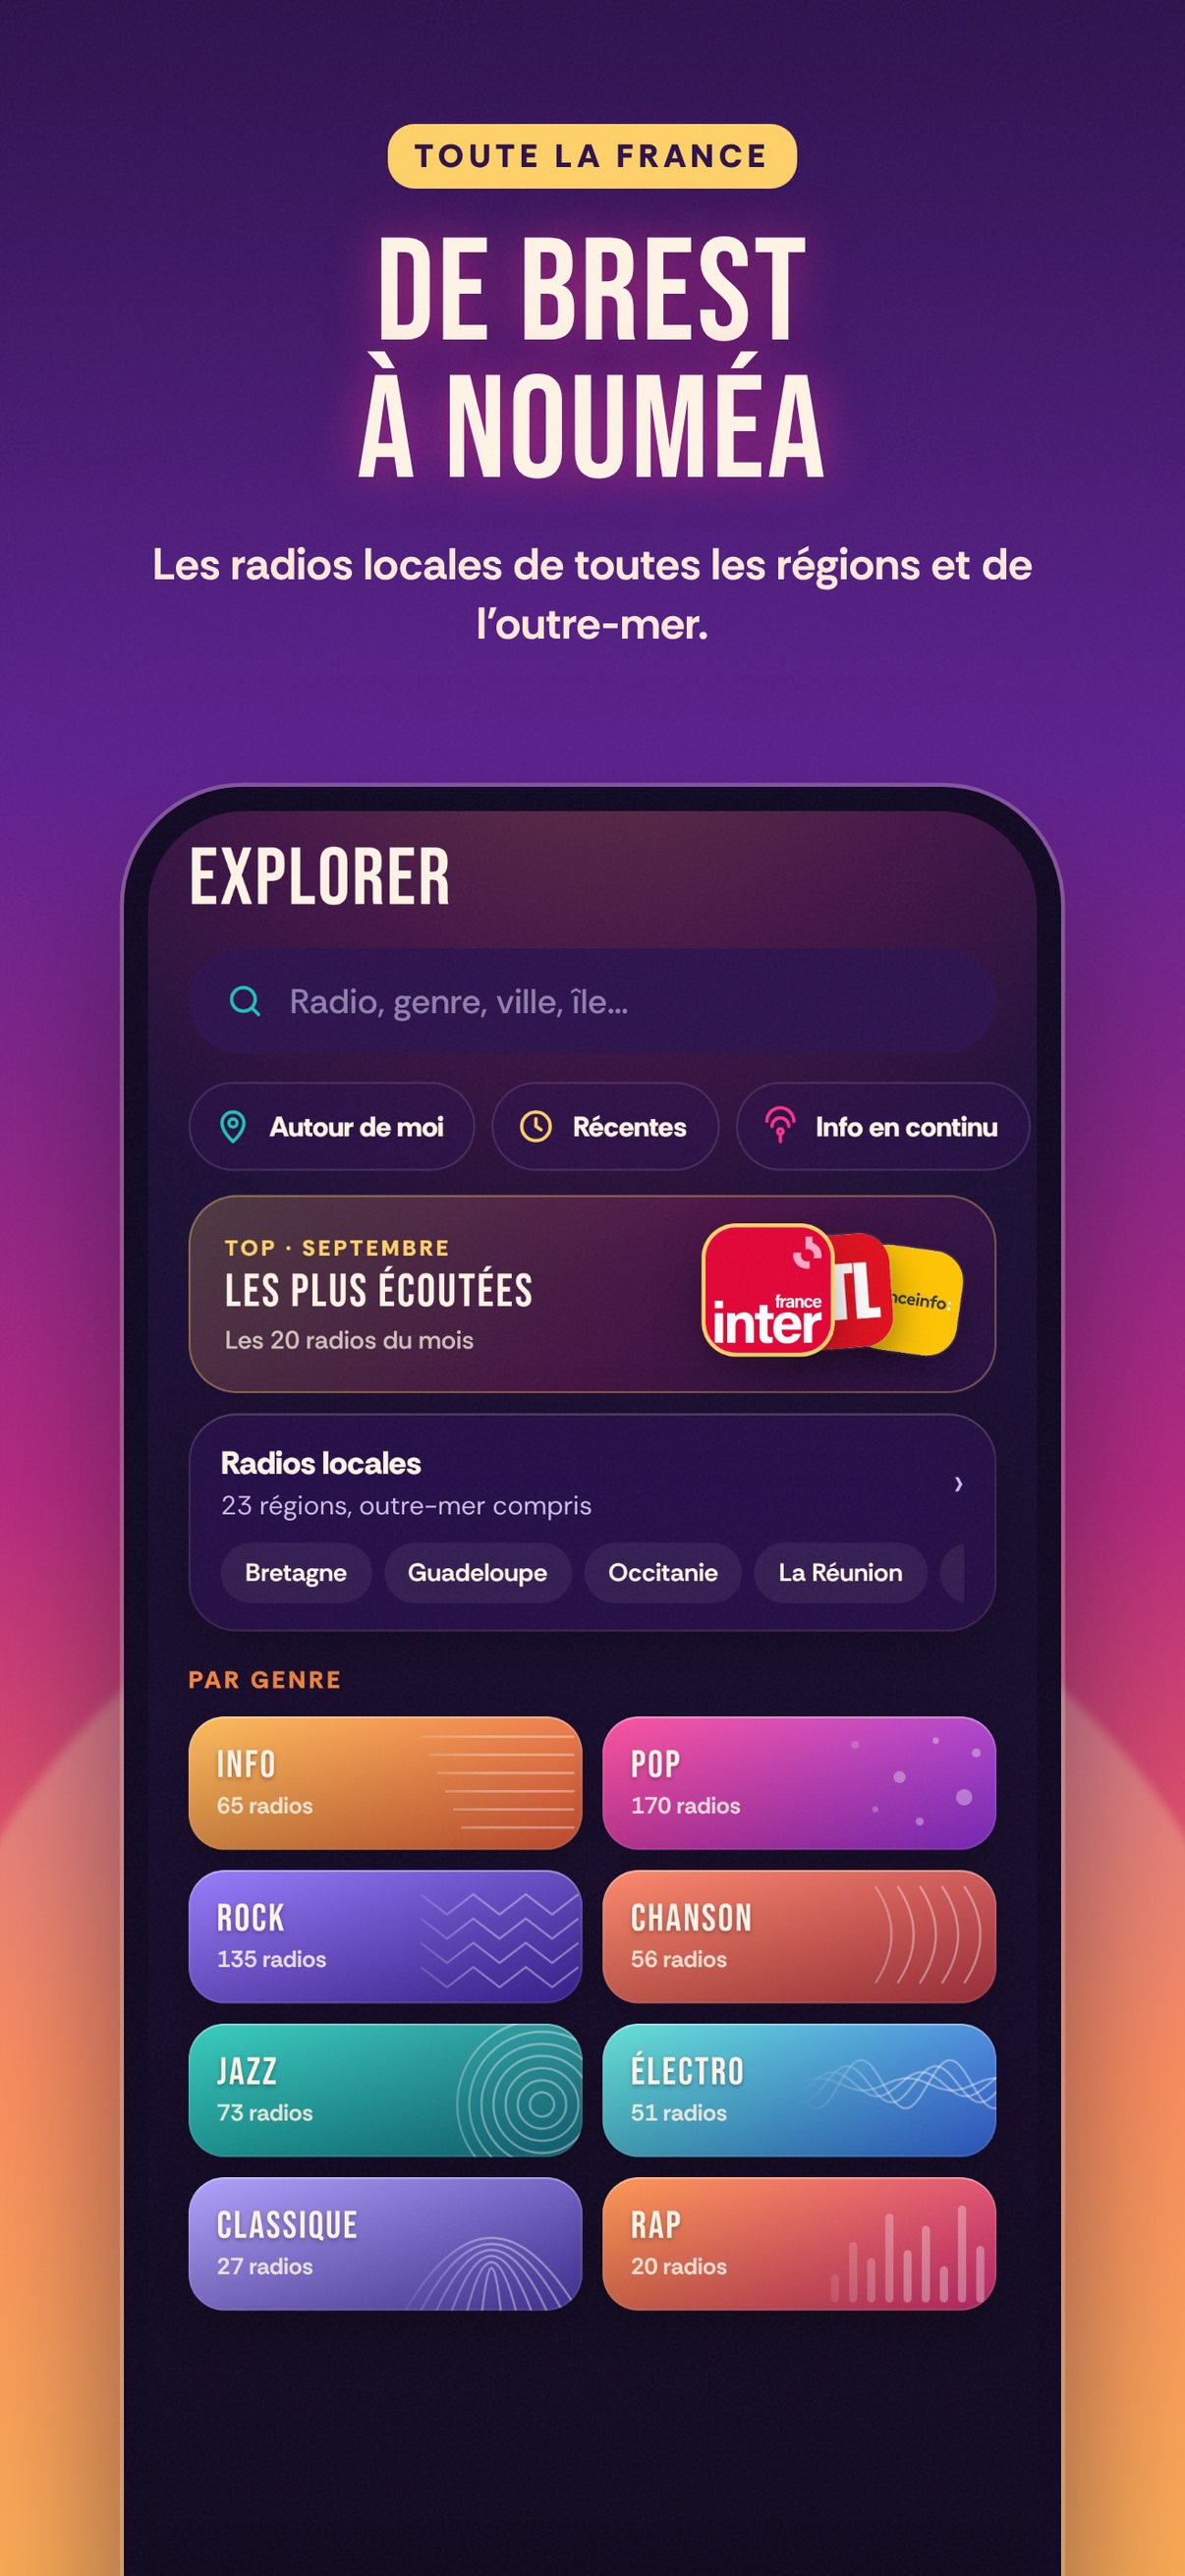 TOUTE LA FRANCE
DE BREST
À NOUMÉA
Les radios locales de toutes les régions et de
l’outre-mer.
EXPLORER
Radio, genre, ville, île...
Autour de moi
Récentes
Info en continu
TOP · SEPTEMBRE
LES PLUS ÉCOUTÉES
Les 20 radios du mois
france
inter
TL
nceinfo:
Radios locales
23 régions, outre-mer compris
›
Bretagne
Guadeloupe
Occitanie
La Réunion
PAR GENRE
INFO
65 radios
POP
170 radios
ROCK
135 radios
CHANSON
56 radios
JAZZ
73 radios
ÉLECTRO
51 radios
CLASSIQUE
27 radios
RAP
20 radios